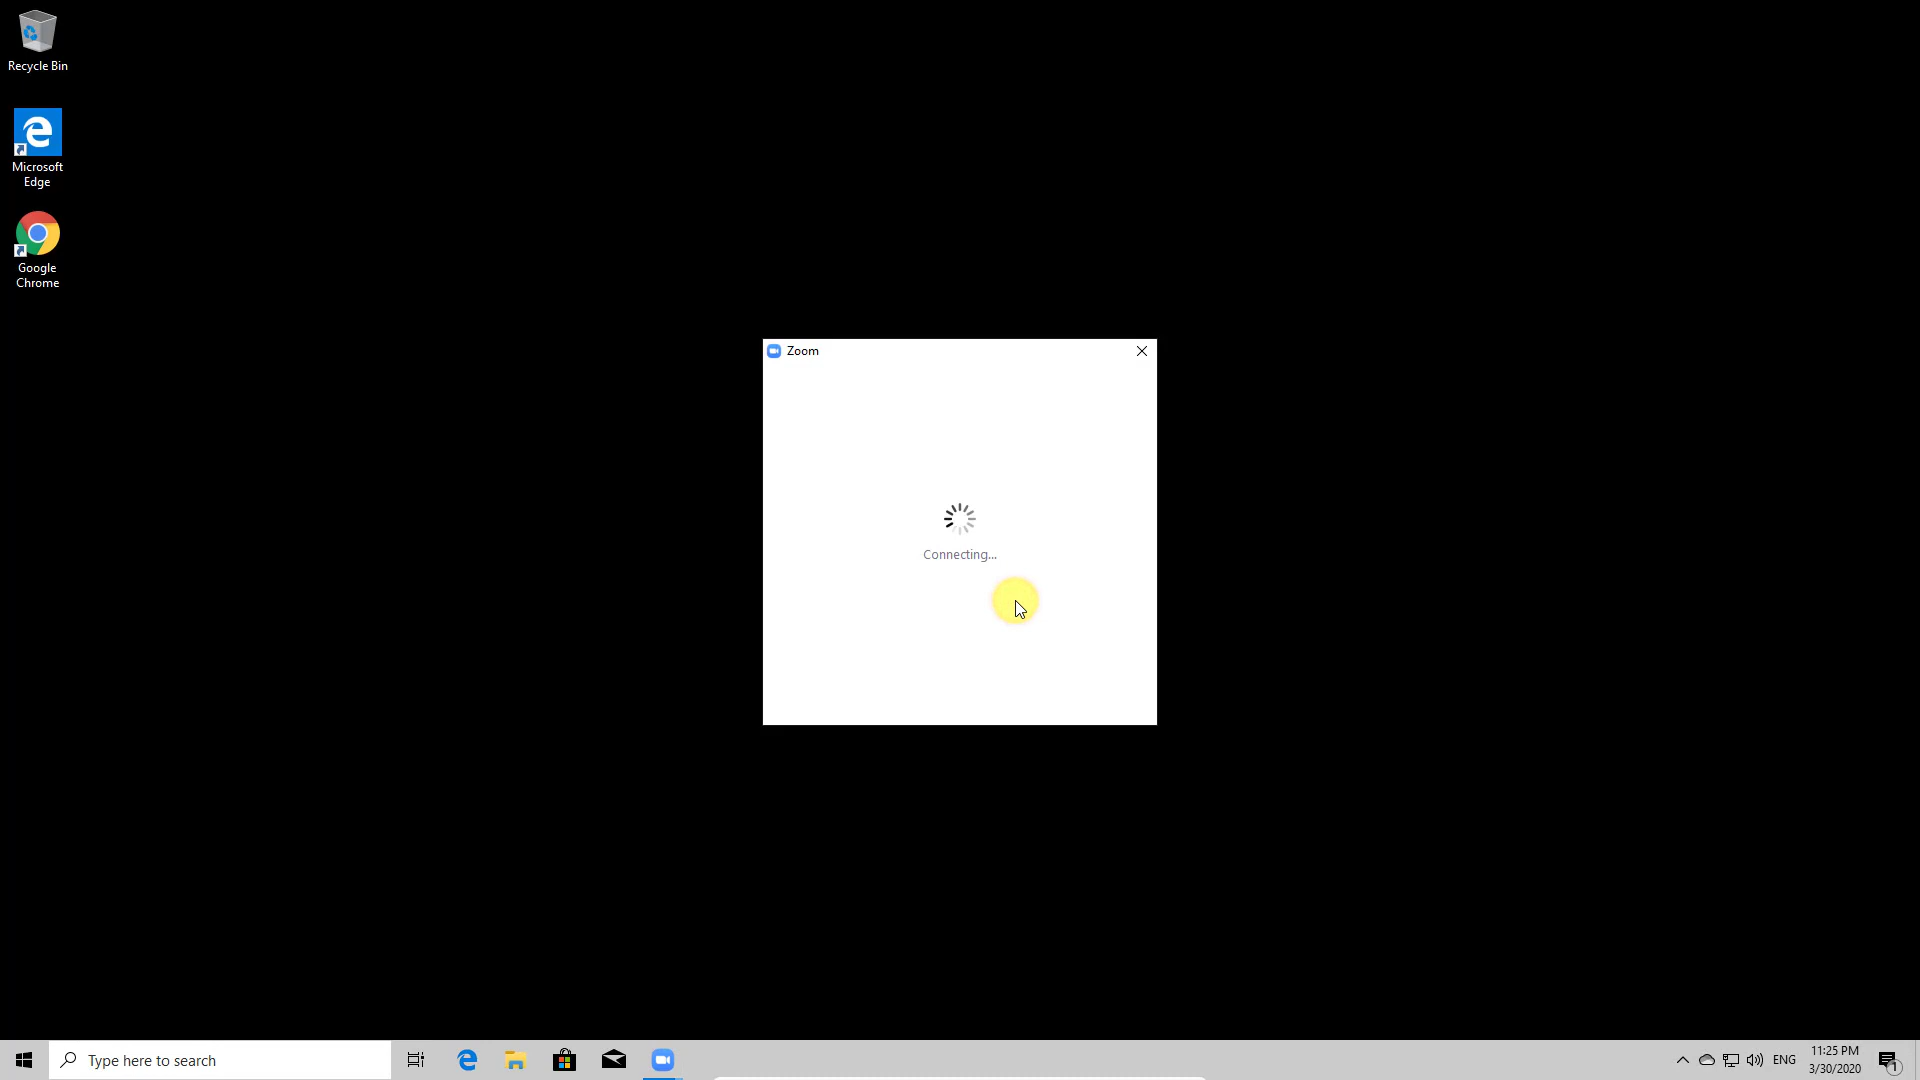 Recycle Bin
Microsoft
Edge
Google
Chrome
Zoom
Connecting...
Type here to search
ENG
11:25 PM
3/30/2020
1